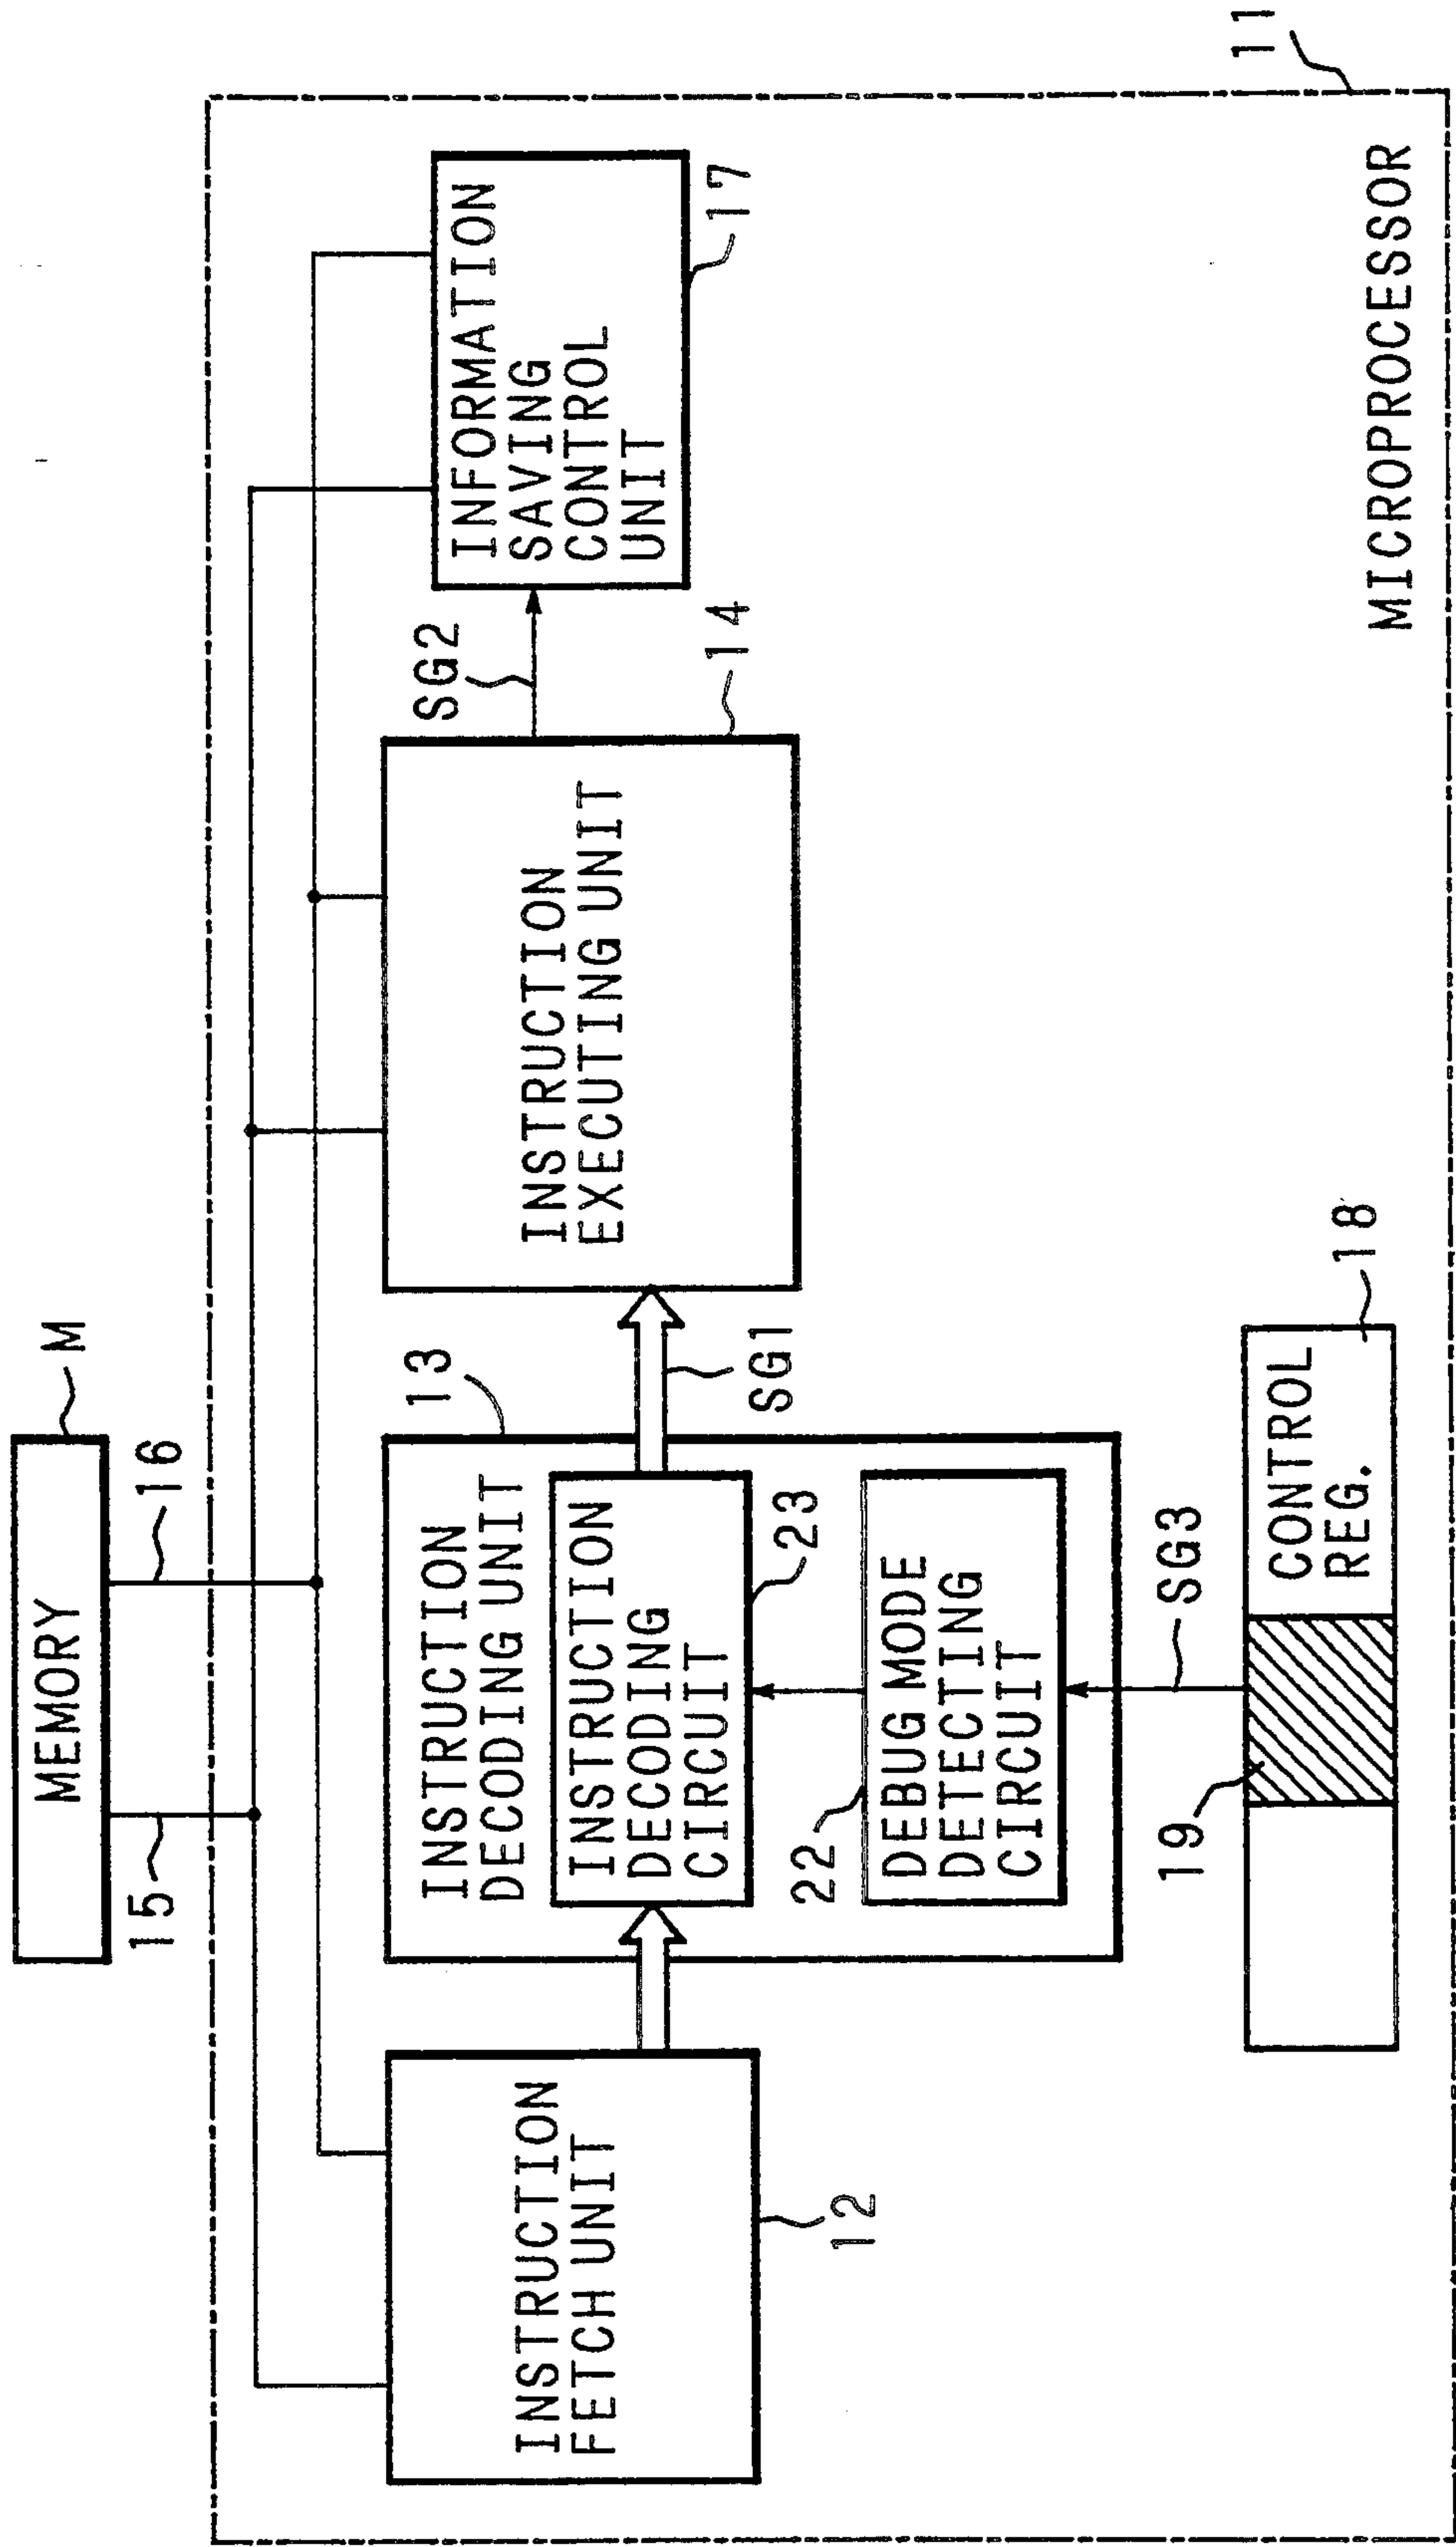 MEMORY
M
15
16
INSTRUCTION
FETCH UNIT
12
INSTRUCTION
DECODING UNIT
13
INSTRUCTION
DECODING
CIRCUIT
23
22
DEBUG MODE
DETECTING
CIRCUIT
SG1
INSTRUCTION
EXECUTING UNIT
14
SG2
INFORMATION
SAVING
CONTROL
UNIT
17
SG3
19
CONTROL
REG.
18
MICROPROCESSOR
11